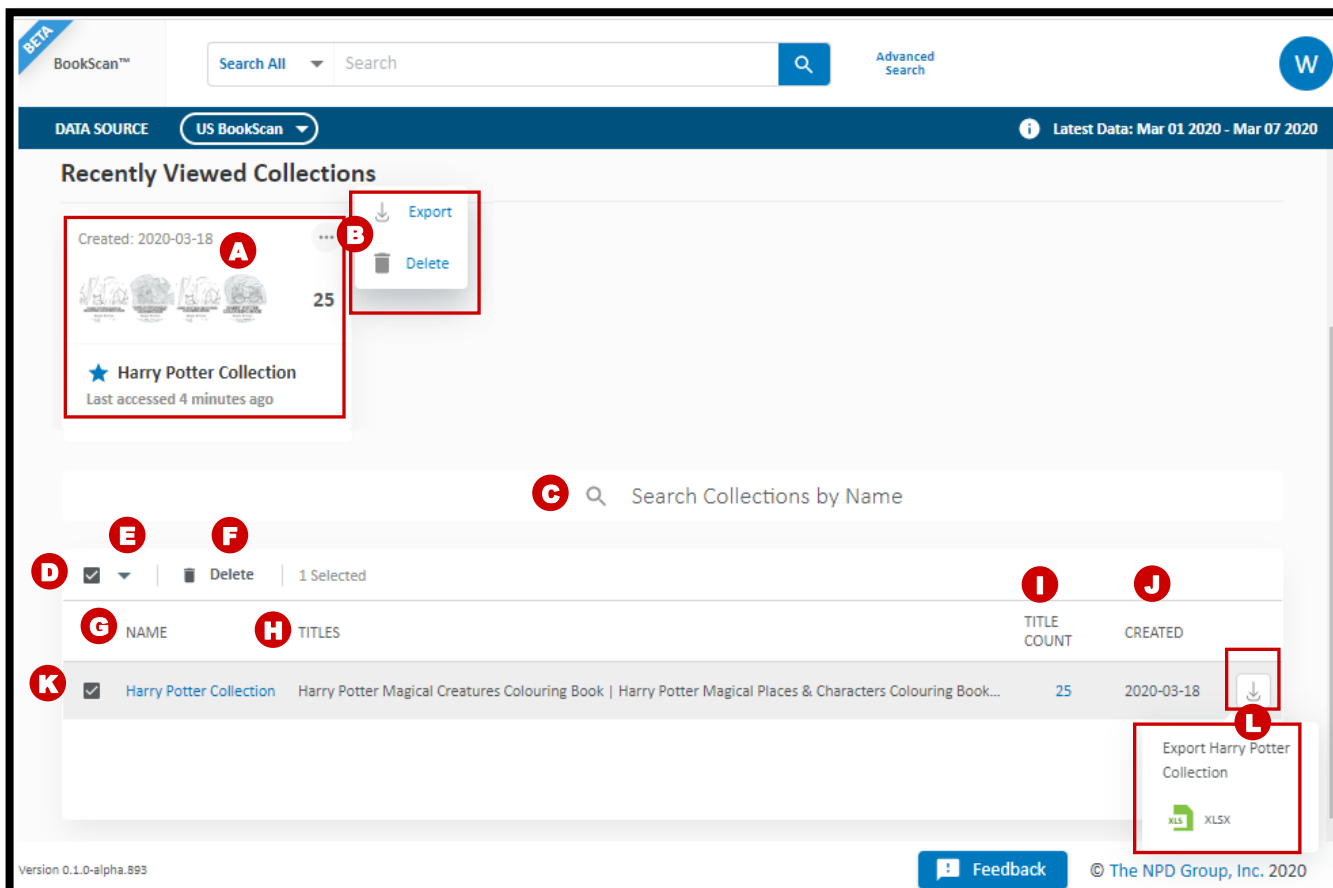 BETA
BookScan™
Search All
Search
Advanced
Search
W
DATA SOURCE
US BookScan
Latest Data: Mar 01 2020 - Mar 07 2020
Recently Viewed Collections
Created: 2020-03-18
A
...
B
Export
Delete
25
Harry Potter Collection
Last accessed 4 minutes ago
C
Search Collections by Name
E
F
D
Delete
1 Selected
I
J
G
NAME
H
TITLES
TITLE
COUNT
CREATED
K
Harry Potter Collection
Harry Potter Magical Creatures Colouring Book | Harry Potter Magical Places & Characters Colouring Book...
25
2020-03-18
L
Export Harry Potter
Collection
XLS
XLSX
Version 0.1.0-alpha.893
Feedback
© The NPD Group, Inc. 2020